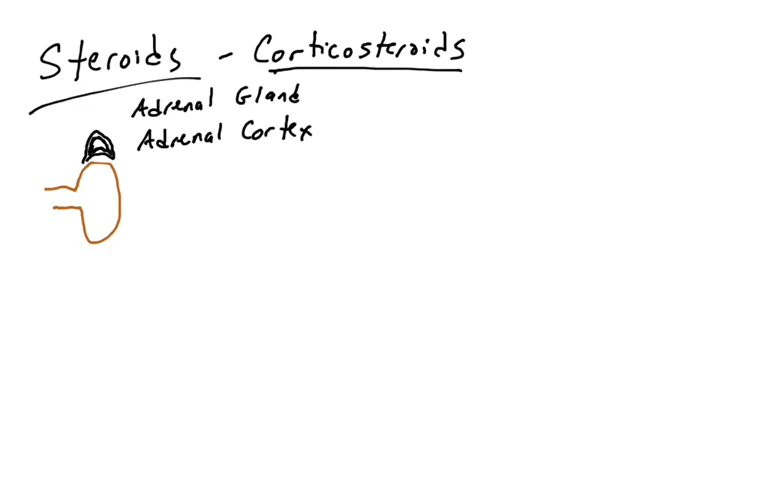 Steroids - Corticosteroids
Adrenal Gland
Adrenal Cortex